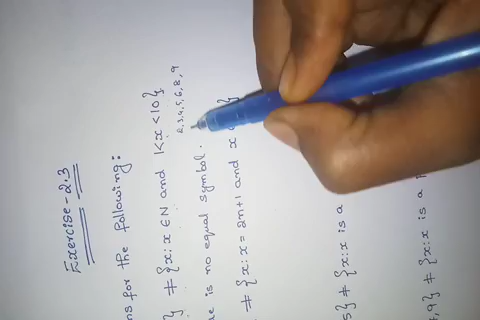 Exercise-2.3
ns for the following:
} ≠ {x:x ∈ N and 1<x<10}
2,3,4,5,6,8,9
is no equal symbol.
≠ {x:x = 2n+1 and x
} ≠ {x:x is a
,9} ≠ {x:x is a